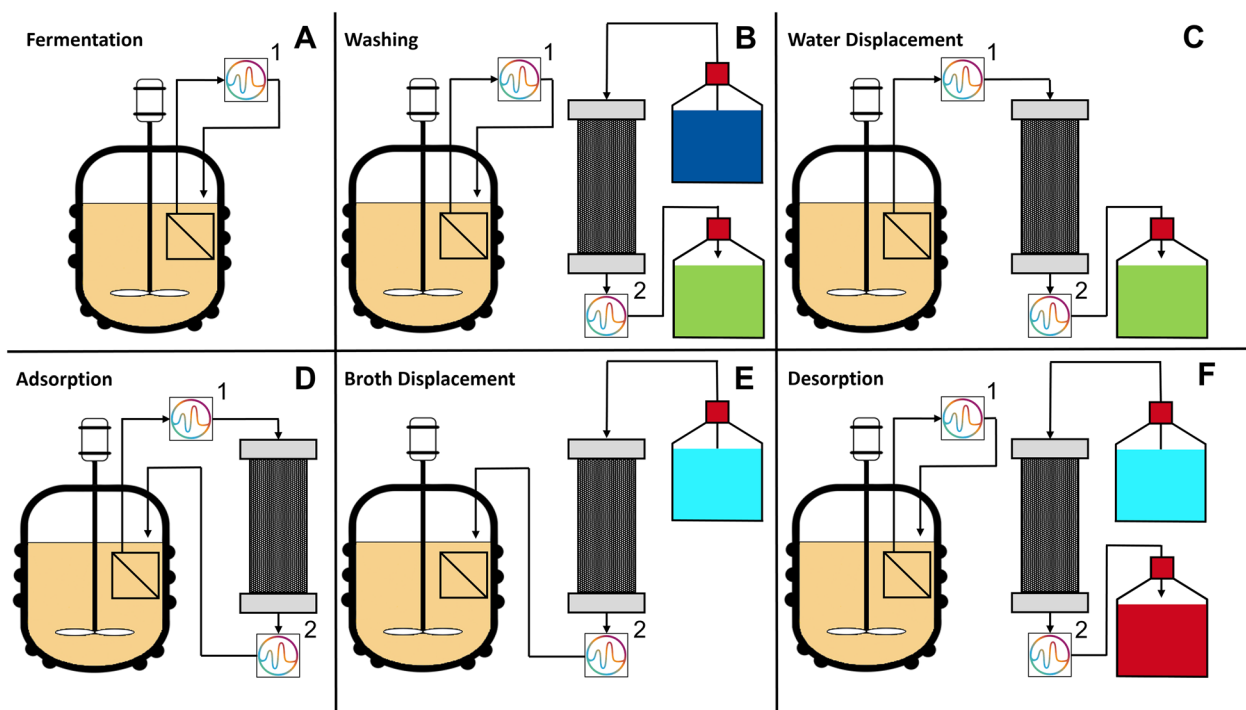 Fermentation
A
1
Washing
B
1
2
Water Displacement
C
1
2
Adsorption
D
1
2
Broth Displacement
E
2
Desorption
F
1
2